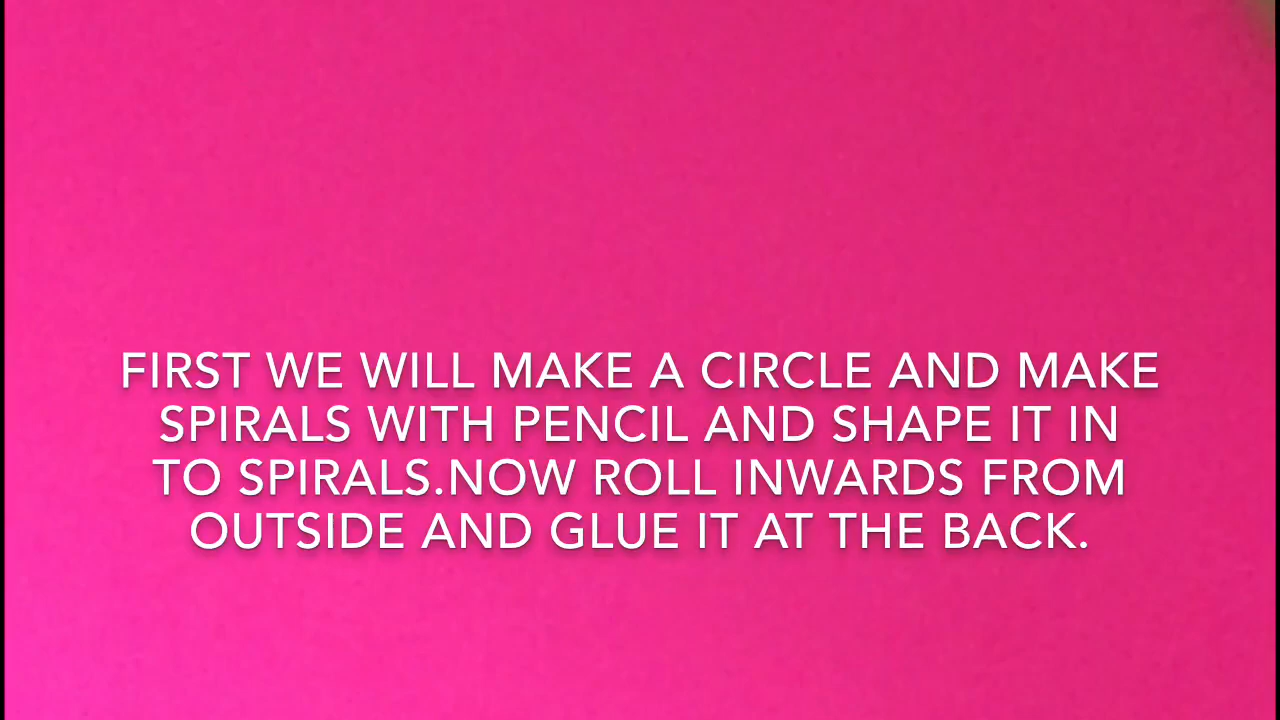 FIRST WE WILL MAKE A CIRCLE AND MAKE
SPIRALS WITH PENCIL AND SHAPE IT IN
TO SPIRALS.NOW ROLL INWARDS FROM
OUTSIDE AND GLUE IT AT THE BACK.